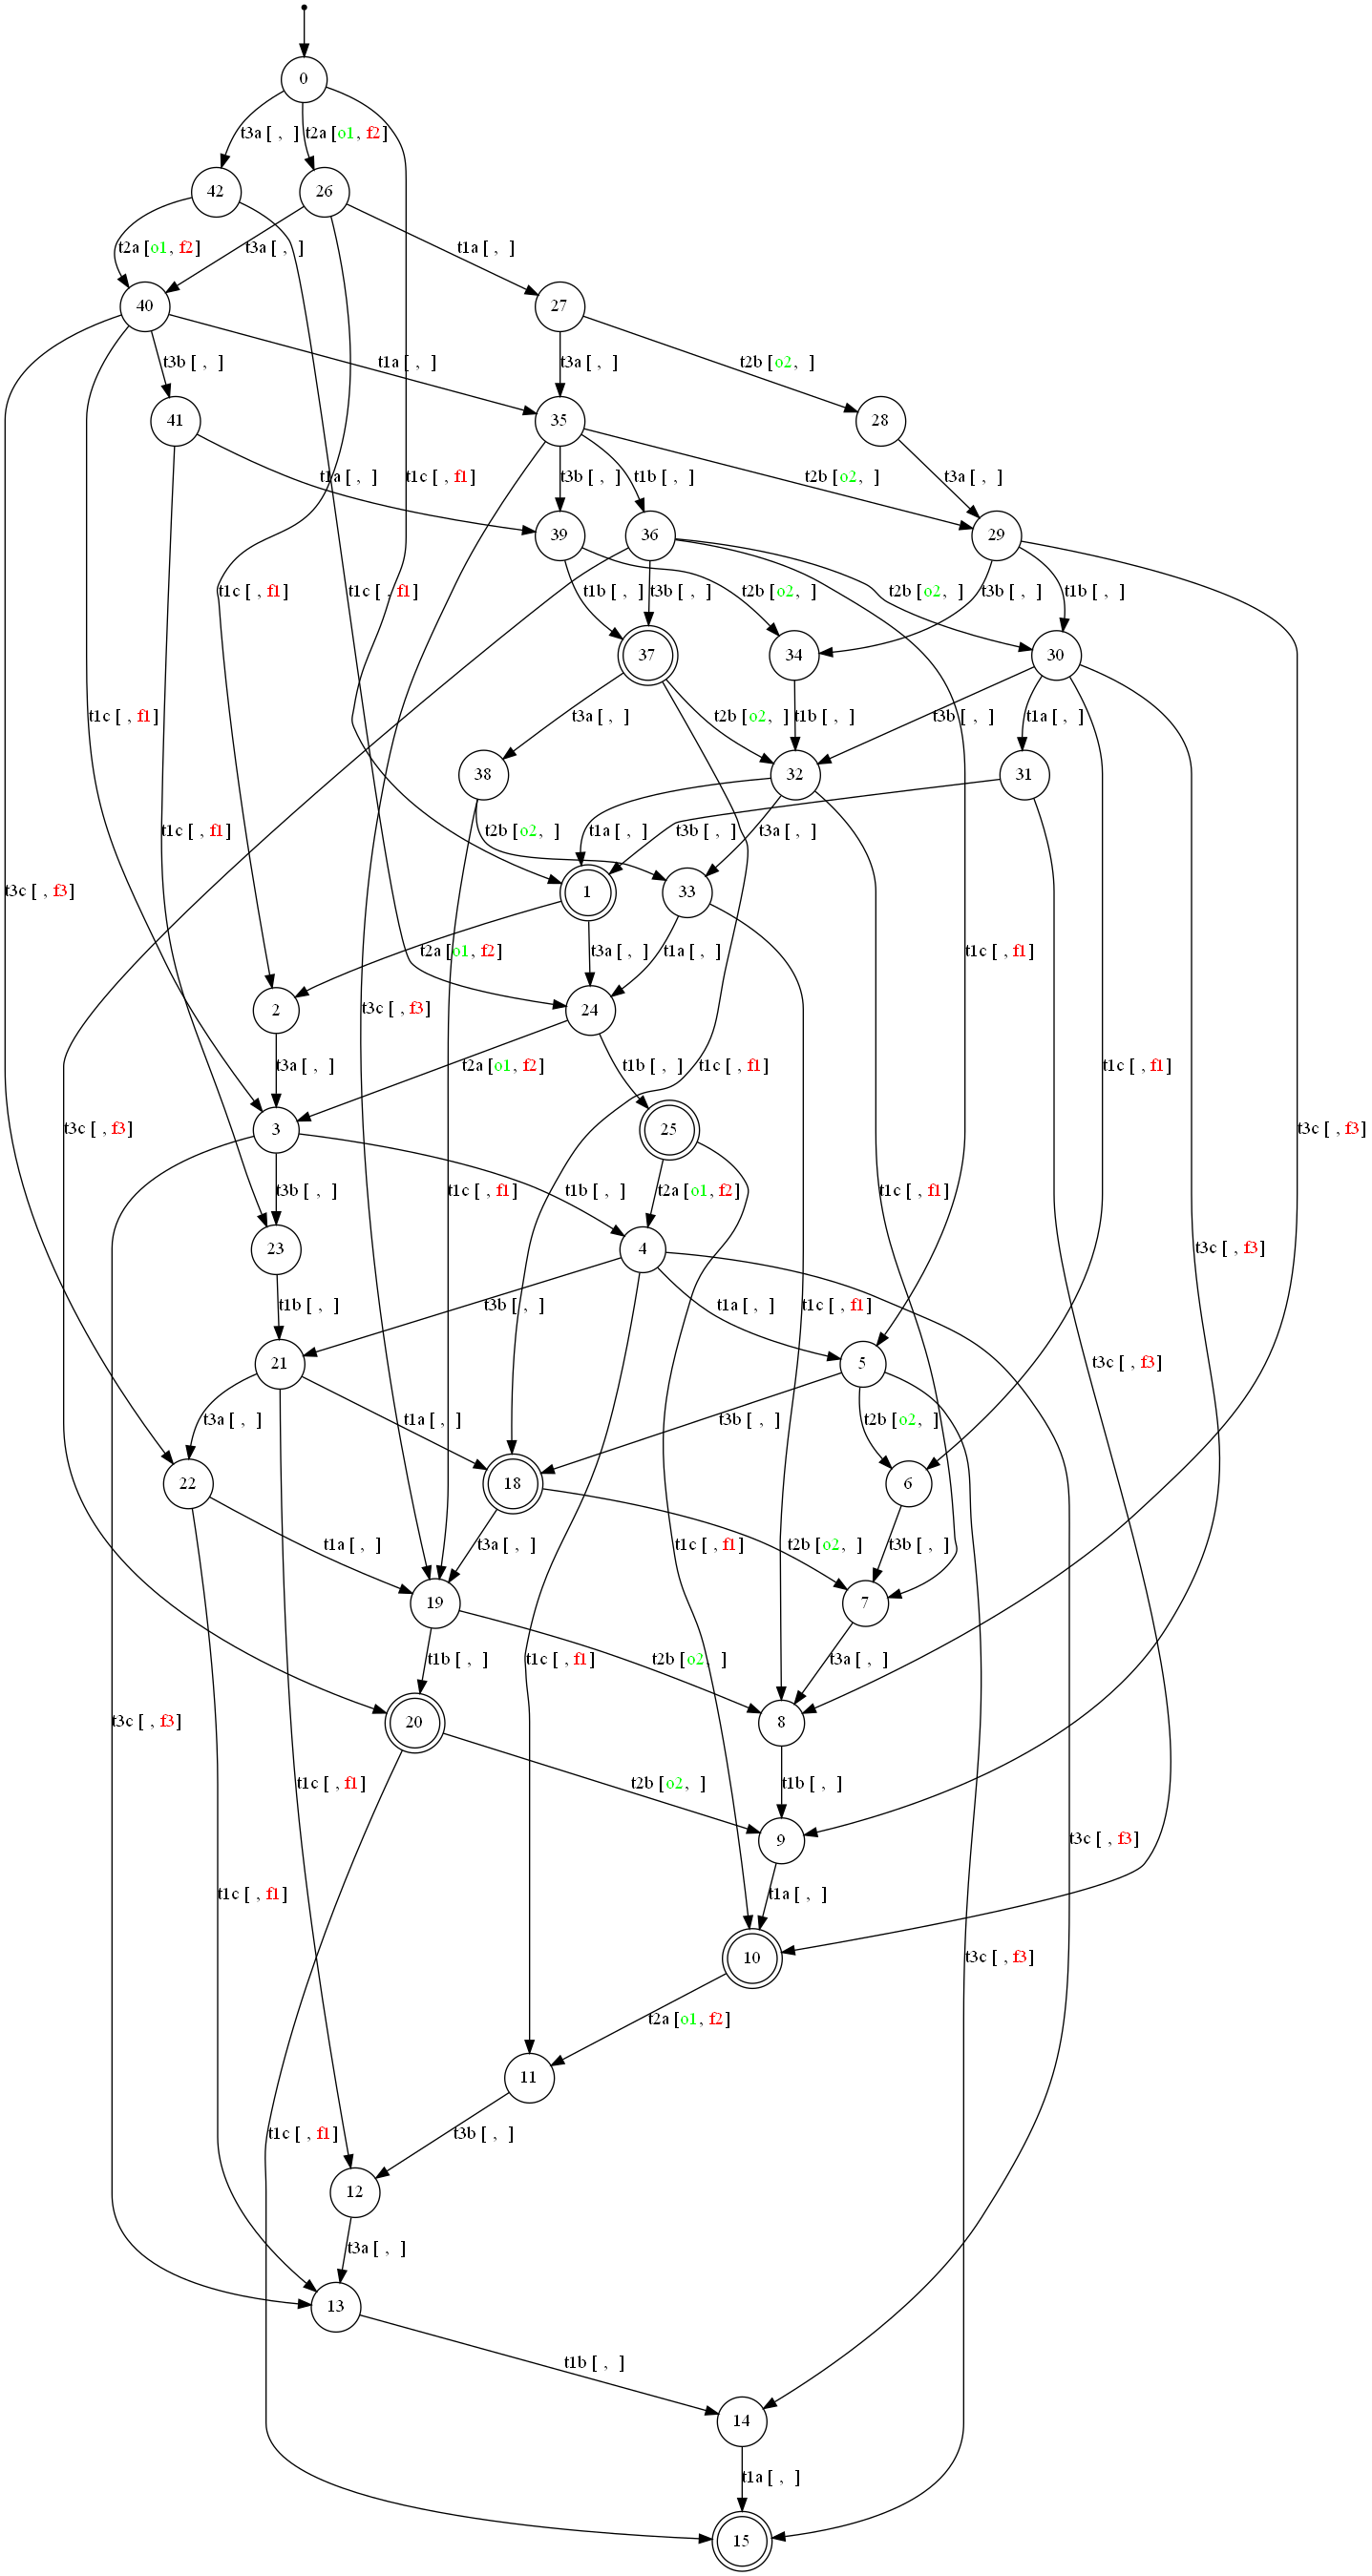 0
t3a [ , ]
t2a [o1, f2]
42
26
t2a [o1, f2]
t3a [ , ]
t1a [ , ]
40
27
t3b [ , ]
t1a [ , ]
t3a [ , ]
t2b [o2, ]
41
35
28
t1a [ , ]
t1c [ , f1]
t3b [ , ]
t1b [ , ]
t2b [o2, ]
t3a [ , ]
39
36
29
t1c [ , f1]
t1c [ , f1]
t1b [ , ]
t3b [ , ]
t2b [o2, ]
t2b [o2, ]
t3b [ , ]
t1b [ , ]
37
34
30
t1c [ , f1]
t3a [ , ]
t2b [o2, ]
t1b [ , ]
t3b [ , ]
t1a [ , ]
38
32
31
t1c [ , f1]
t2b [o2, ]
t1a [ , ]
t3b [ , ]
t3a [ , ]
t3c [ , f3]
1
33
t2a [o1, f2]
t3a [ , ]
t1a [ , ]
t1c [ , f1]
2
24
t3c [ , f3]
t3a [ , ]
t2a [o1, f2]
t1b [ , ]
t1c [ , f1]
t1c [ , f1]
t3c [ , f3]
3
25
t3c [ , f3]
t3b [ , ]
t1c [ , f1]
t1b [ , ]
t2a [o1, f2]
t1c [ , f1]
23
4
t3c [ , f3]
t1b [ , ]
t3b [ , ]
t1a [ , ]
t1c [ , f1]
21
5
t3c [ , f3]
t3a [ , ]
t1a [ , ]
t3b [ , ]
t2b [o2, ]
22
18
6
t1a [ , ]
t3a [ , ]
t1c [ , f1]
t2b [o2, ]
t3b [ , ]
19
7
t1b [ , ]
t1c [ , f1]
t2b [o2, ]
t3a [ , ]
t3c [ , f3]
20
8
t1c [ , f1]
t2b [o2, ]
t1b [ , ]
9
t3c [ , f3]
t1c [ , f1]
t1a [ , ]
10
t3c [ , f3]
t2a [o1, f2]
11
t1c [ , f1]
t3b [ , ]
12
t3a [ , ]
13
t1b [ , ]
14
t1a [ , ]
15